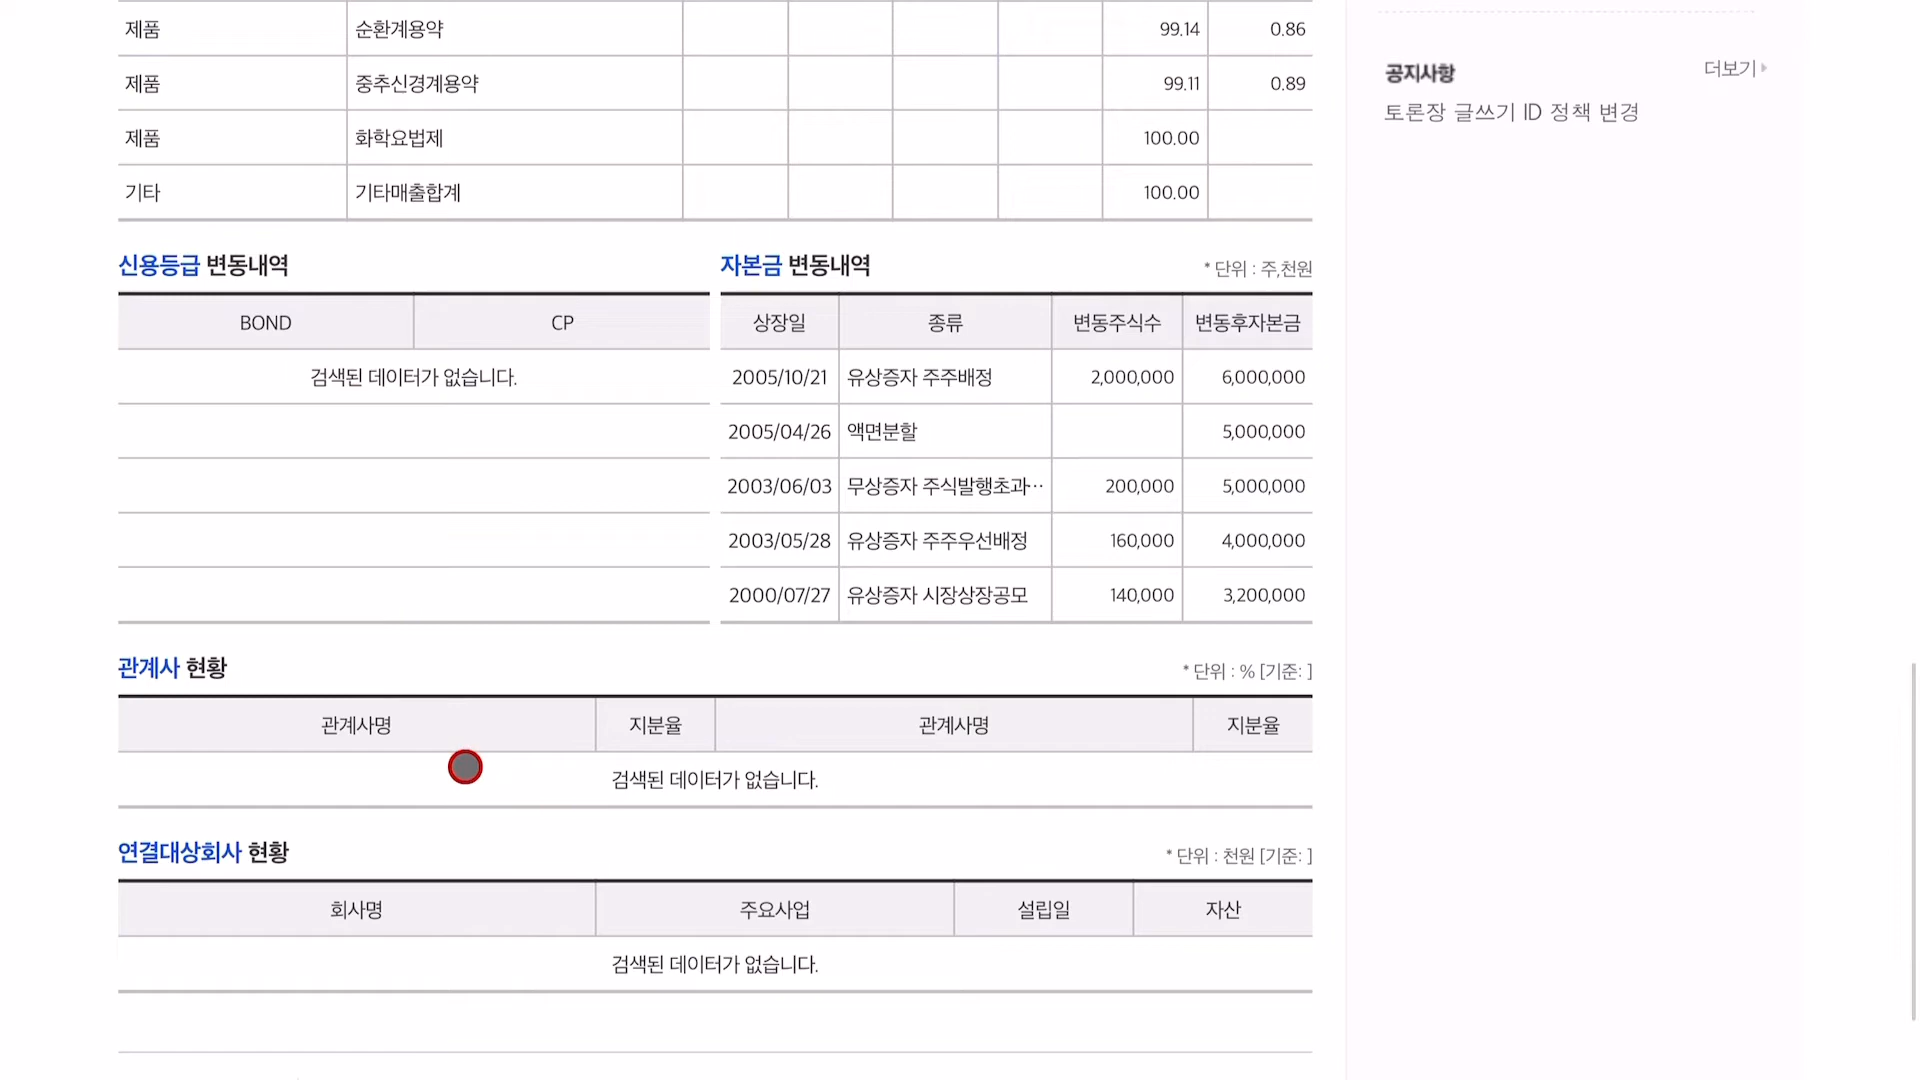 제품 순환계용약 99.14 0.86
제품 중추신경계용약 99.11 0.89
제품 화학요법제 100.00
기타 기타매출합계 100.00
신용등급 변동내역
BOND CP
검색된 데이터가 없습니다.
자본금 변동내역 * 단위 : 주,천원
상장일 종류 변동주식수 변동후자본금
2005/10/21 유상증자 주주배정 2,000,000 6,000,000
2005/04/26 액면분할 5,000,000
2003/06/03 무상증자 주식발행초과… 200,000 5,000,000
2003/05/28 유상증자 주주우선배정 160,000 4,000,000
2000/07/27 유상증자 시장상장공모 140,000 3,200,000
관계사 현황 * 단위 : % [기준: ]
관계사명 지분율 관계사명 지분율
검색된 데이터가 없습니다.
연결대상회사 현황 * 단위 : 천원 [기준: ]
회사명 주요사업 설립일 자산
검색된 데이터가 없습니다.
공지사항 더보기
토론장 글쓰기 ID 정책 변경